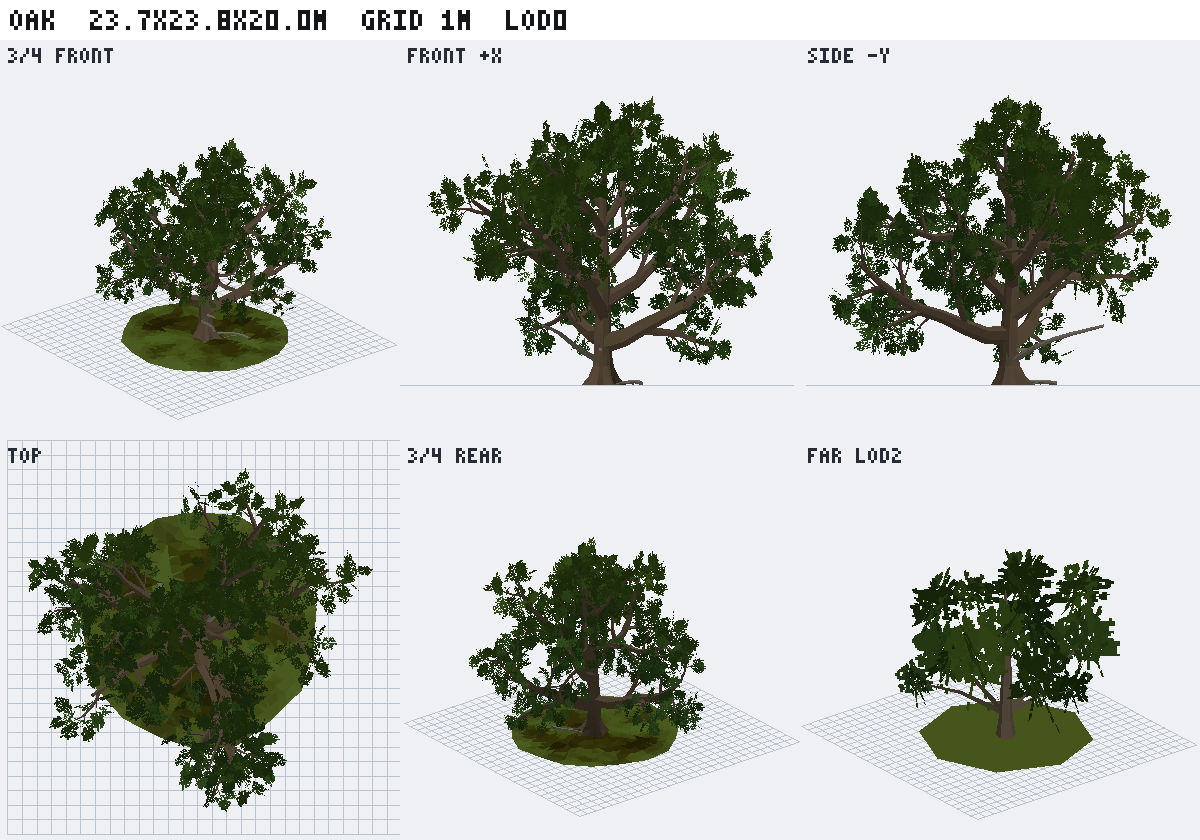 OAK 23.7X23.8X20.0M GRID 1M LOD0
3/4 FRONT
FRONT +X
SIDE -Y
TOP
3/4 REAR
FAR LOD2